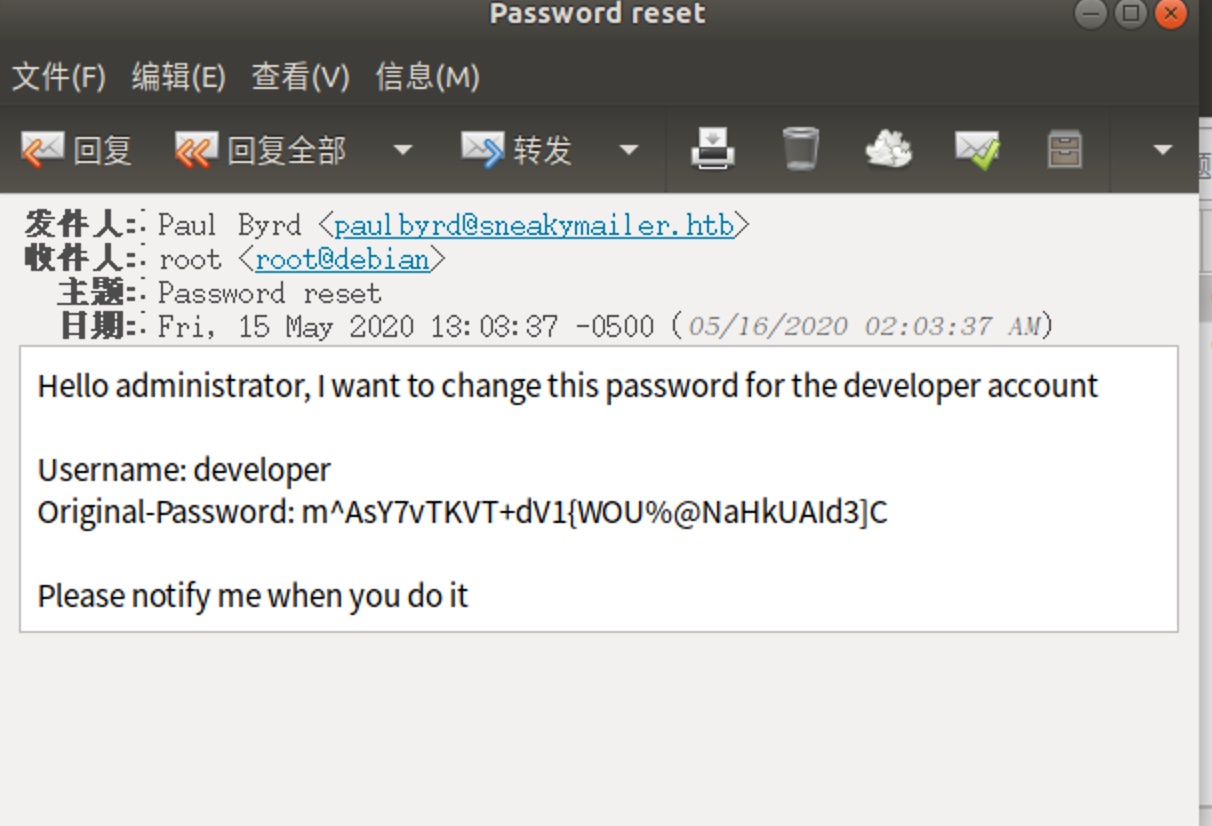 Password reset
文件(F) 编辑(E) 查看(V) 信息(M)
回复 回复全部 转发
发件人:: Paul Byrd <paulbyrd@sneakymailer.htb>
收件人:: root <root@debian>
主题:: Password reset
日期:: Fri, 15 May 2020 13:03:37 -0500 (05/16/2020 02:03:37 AM)
Hello administrator, I want to change this password for the developer account
Username: developer
Original-Password: m^AsY7vTKVT+dV1{WOU%@NaHkUAId3]C
Please notify me when you do it